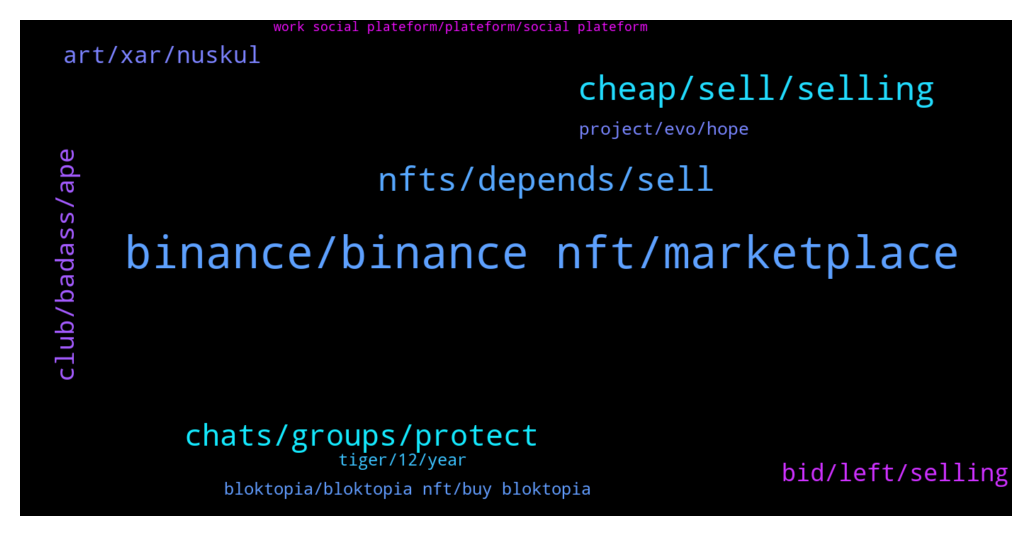 work social plateform/plateform/social plateform
art/xar/nuskul
cheap/sell/selling
project/evo/hope
club/badass/ape
nfts/depends/sell
binance/binance nft/marketplace
chats/groups/protect
tiger/12/year
bid/left/selling
bloktopia/bloktopia nft/buy bloktopia